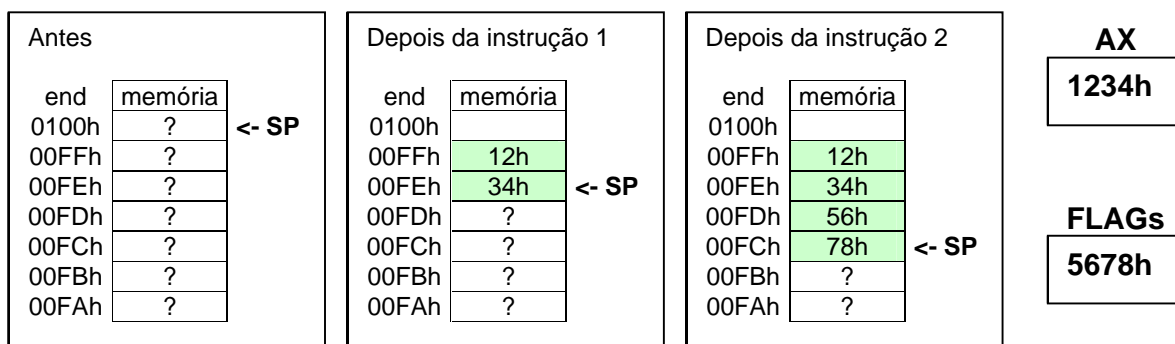 Antes
end memória
0100h ? <- SP
00FFh ?
00FEh ?
00FDh ?
00FCh ?
00FBh ?
00FAh ?
Depois da instrução 1
end memória
0100h
00FFh 12h
00FEh 34h <- SP
00FDh ?
00FCh ?
00FBh ?
00FAh ?
Depois da instrução 2
end memória
0100h
00FFh 12h
00FEh 34h
00FDh 56h
00FCh 78h <- SP
00FBh ?
00FAh ?
AX
1234h
FLAGs
5678h